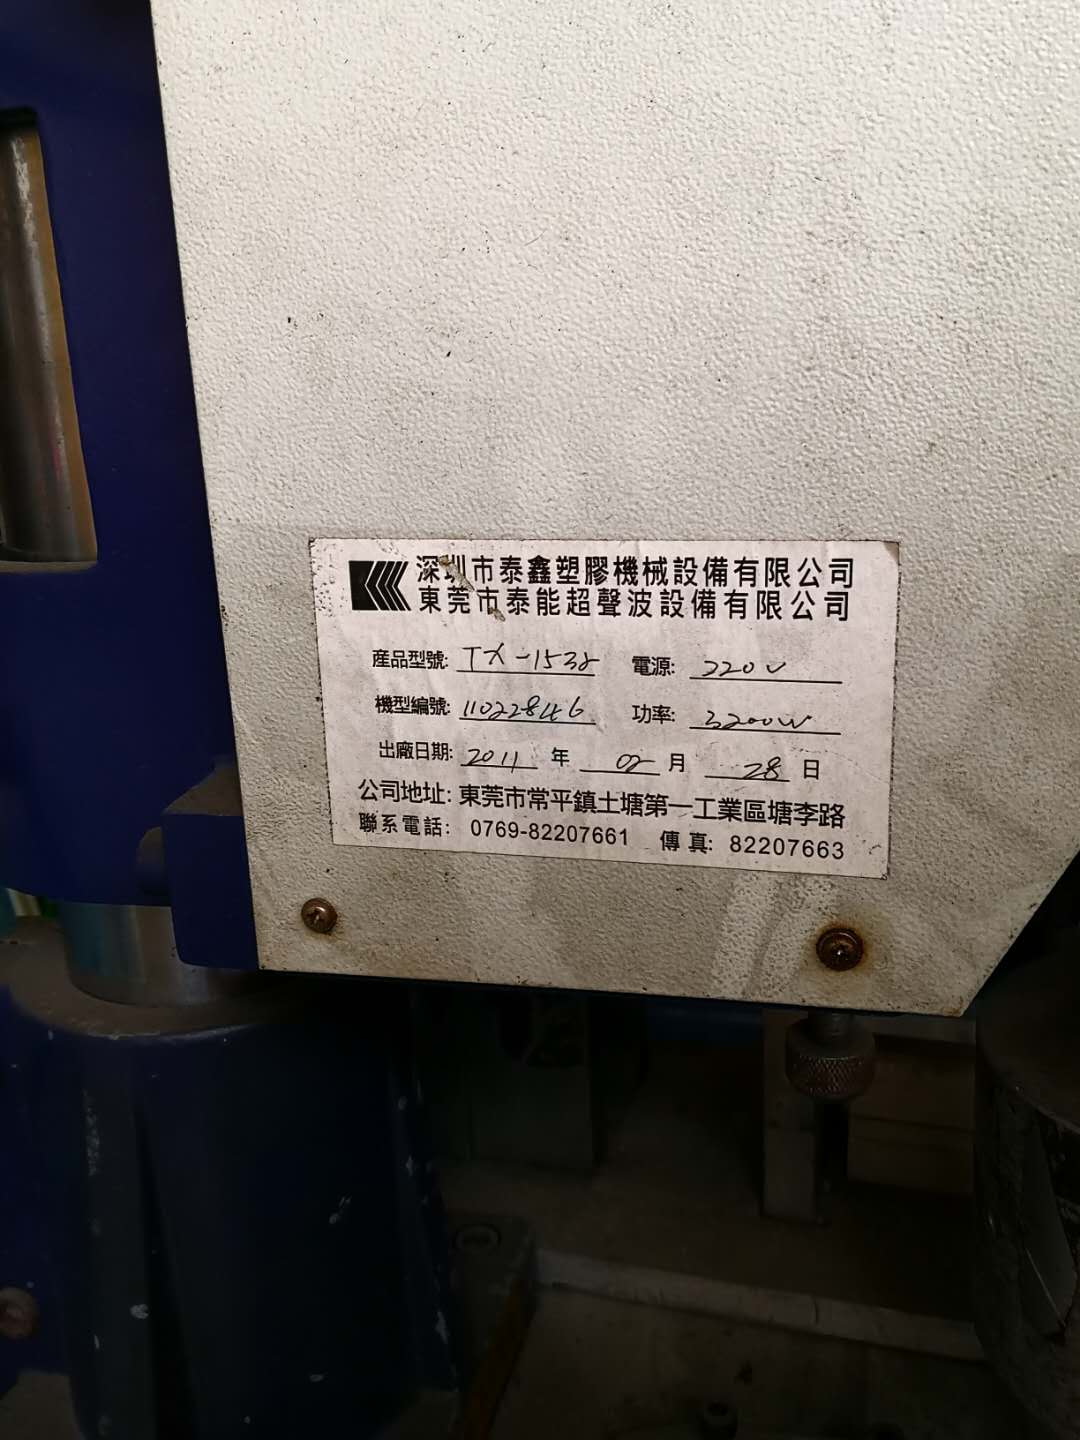 深圳市泰鑫塑膠機械設備有限公司
東莞市泰能超聲波設備有限公司
產品型號: TX-1532 電源: 220V
機型編號: 11022846 功率: 3200W
出廠日期: 2011 年 02 月 28 日
公司地址: 東莞市常平鎮土塘第一工業區塘李路
聯系電話: 0769-82207661 傳真: 82207663